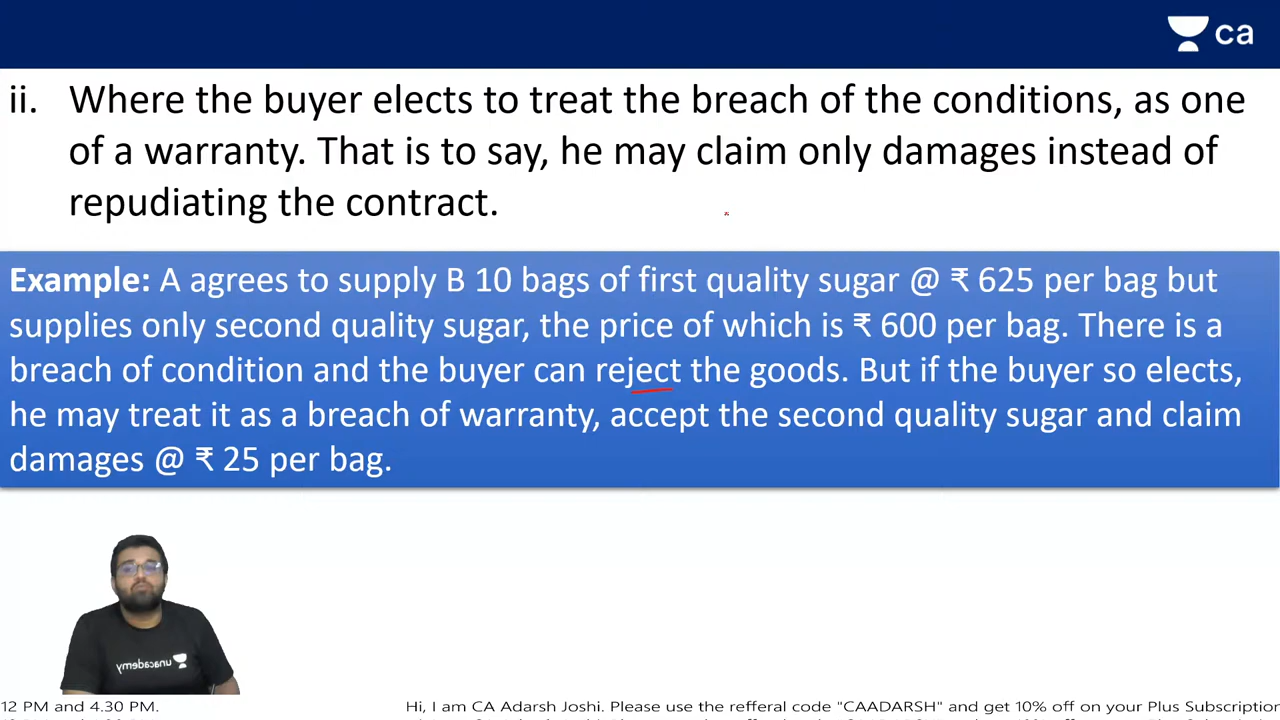 ca
ii. Where the buyer elects to treat the breach of the conditions, as one
of a warranty. That is to say, he may claim only damages instead of
repudiating the contract.
Example: A agrees to supply B 10 bags of first quality sugar @ ₹ 625 per bag but
supplies only second quality sugar, the price of which is ₹ 600 per bag. There is a
breach of condition and the buyer can reject the goods. But if the buyer so elects,
he may treat it as a breach of warranty, accept the second quality sugar and claim
damages @ ₹ 25 per bag.
unacademy
12 PM and 4.30 PM.
Hi, I am CA Adarsh Joshi. Please use the refferal code "CAADARSH" and get 10% off on your Plus Subscription